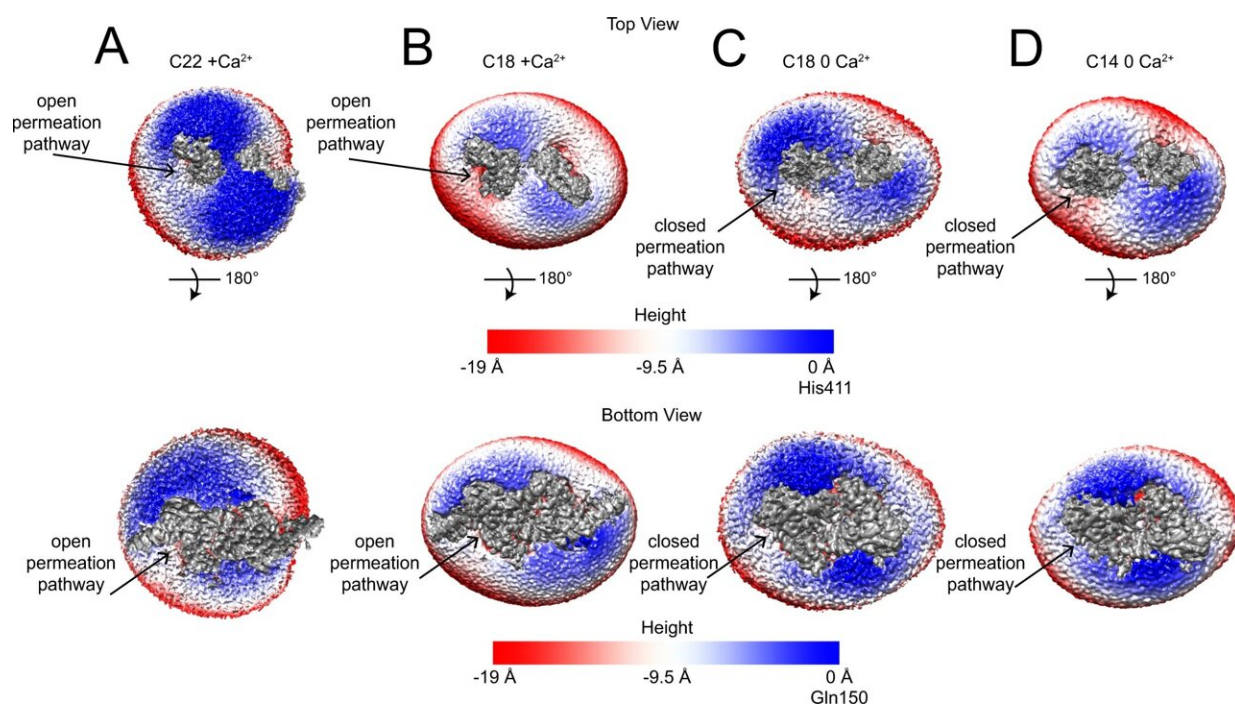 Top View
A
C22 +Ca²⁺
open
permeation
pathway
180°
B
C18 +Ca²⁺
open
permeation
pathway
180°
C
C18 0 Ca²⁺
closed
permeation
pathway
180°
D
C14 0 Ca²⁺
closed
permeation
pathway
180°
Height
-19 Å
-9.5 Å
0 Å
His411
Bottom View
open
permeation
pathway
open
permeation
pathway
closed
permeation
pathway
closed
permeation
pathway
Height
-19 Å
-9.5 Å
0 Å
Gln150